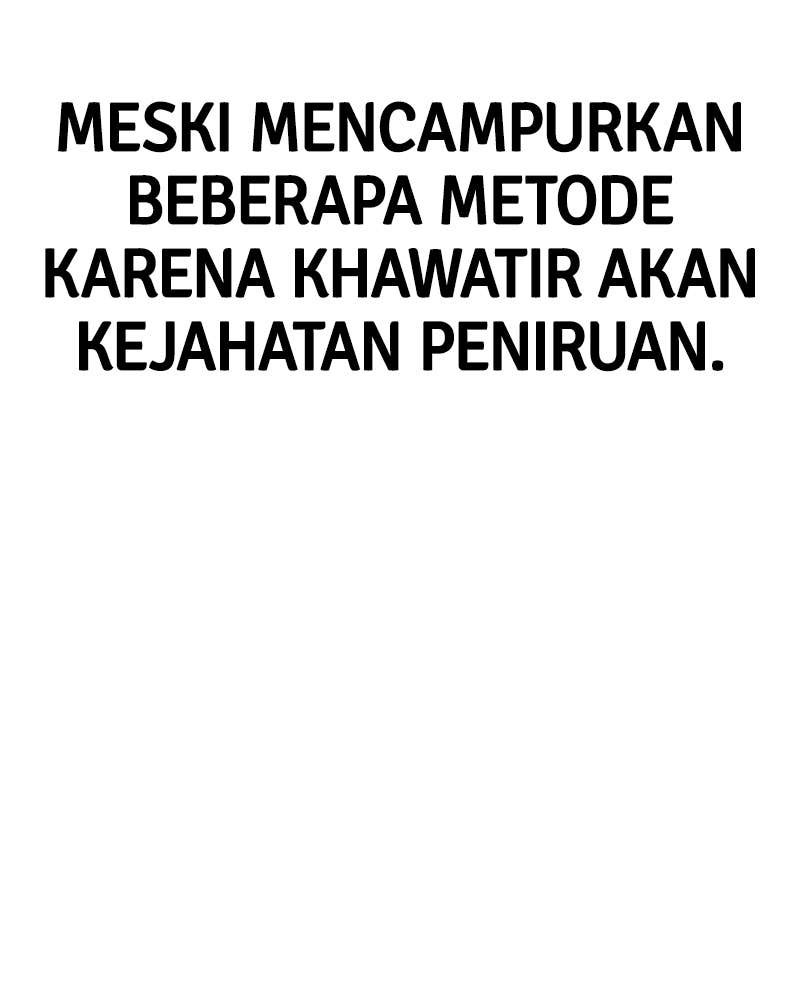 MESKI MENCAMPURKAN
BEBERAPA METODE
KARENA KHAWATIR AKAN
KEJAHATAN PENIRUAN.